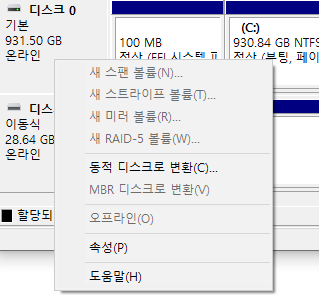 디스크 0
기본
931.50 GB
온라인
100 MB
정상 (EFI 시스템 파
(C:)
930.84 GB NTFS
정상 (부팅, 페이
디스
이동식
28.64 GB
온라인
할당되
새 스팬 볼륨(N)...
새 스트라이프 볼륨(T)...
새 미러 볼륨(R)...
새 RAID-5 볼륨(W)...
동적 디스크로 변환(C)...
MBR 디스크로 변환(V)
오프라인(O)
속성(P)
도움말(H)